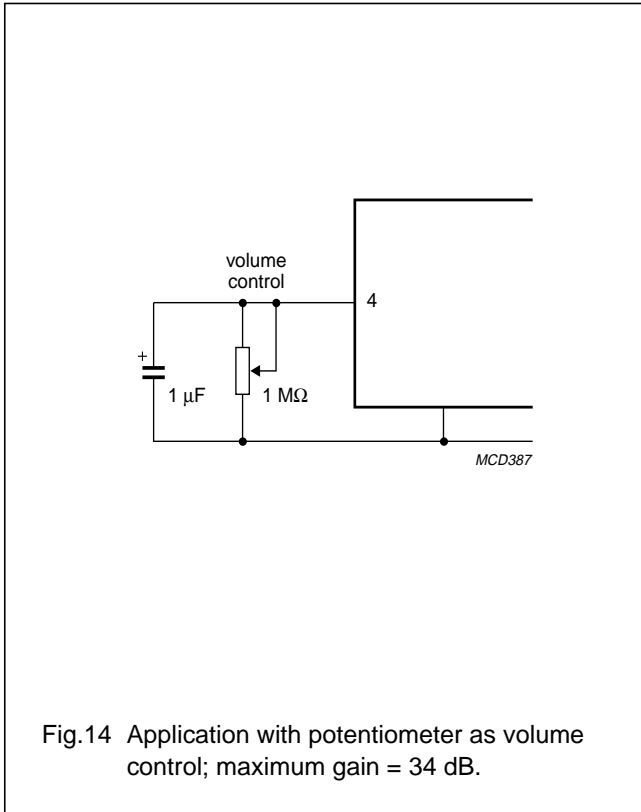 volume
control
4
+
1 μF
1 MΩ
MCD387
Fig.14 Application with potentiometer as volume
control; maximum gain = 34 dB.